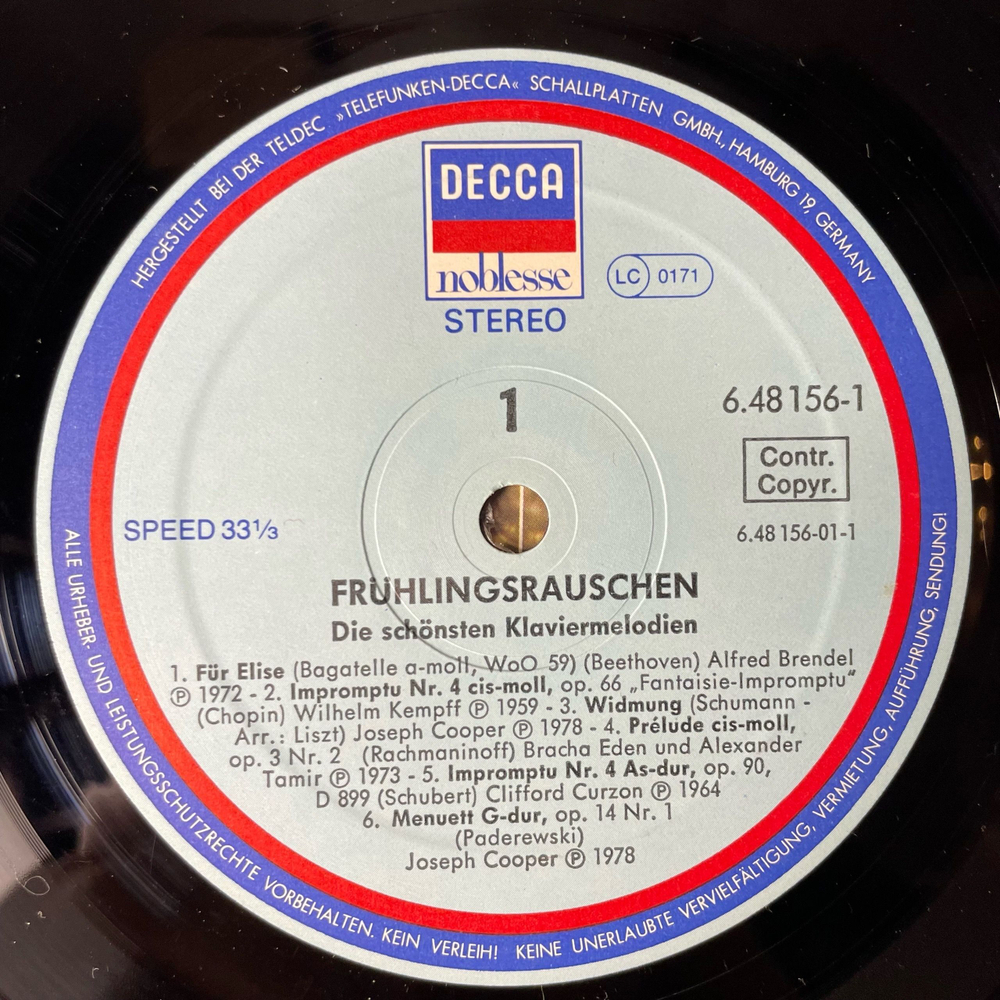 HERGESTELLT BEI DER TELDEC »TELEFUNKEN-DECCA« SCHALLPLATTEN GMBH., HAMBURG 19, GERMANY
DECCA
noblesse
LC 0171
STEREO
1
6.48 156-1
Contr.
Copyr.
SPEED 33⅓
6.48 156-01-1
FRÜHLINGSRAUSCHEN
Die schönsten Klaviermelodien
1. Für Elise (Bagatelle a-moll, WoO 59) (Beethoven) Alfred Brendel
Ⓟ 1972 - 2. Impromptu Nr. 4 cis-moll, op. 66 „Fantaisie-Impromptu"
(Chopin) Wilhelm Kempff Ⓟ 1959 - 3. Widmung (Schumann -
Arr.: Liszt) Joseph Cooper Ⓟ 1978 - 4. Prélude cis-moll,
op. 3 Nr. 2 (Rachmaninoff) Bracha Eden und Alexander
Tamir Ⓟ 1973 - 5. Impromptu Nr. 4 As-dur, op. 90,
D 899 (Schubert) Clifford Curzon Ⓟ 1964
6. Menuett G-dur, op. 14 Nr. 1
(Paderewski)
Joseph Cooper Ⓟ 1978
ALLE URHEBER- UND LEISTUNGSSCHUTZRECHTE VORBEHALTEN. KEIN VERLEIH! KEINE UNERLAUBTE VERVIELFÄLTIGUNG, VERMIETUNG, AUFFÜHRUNG, SENDUNG!